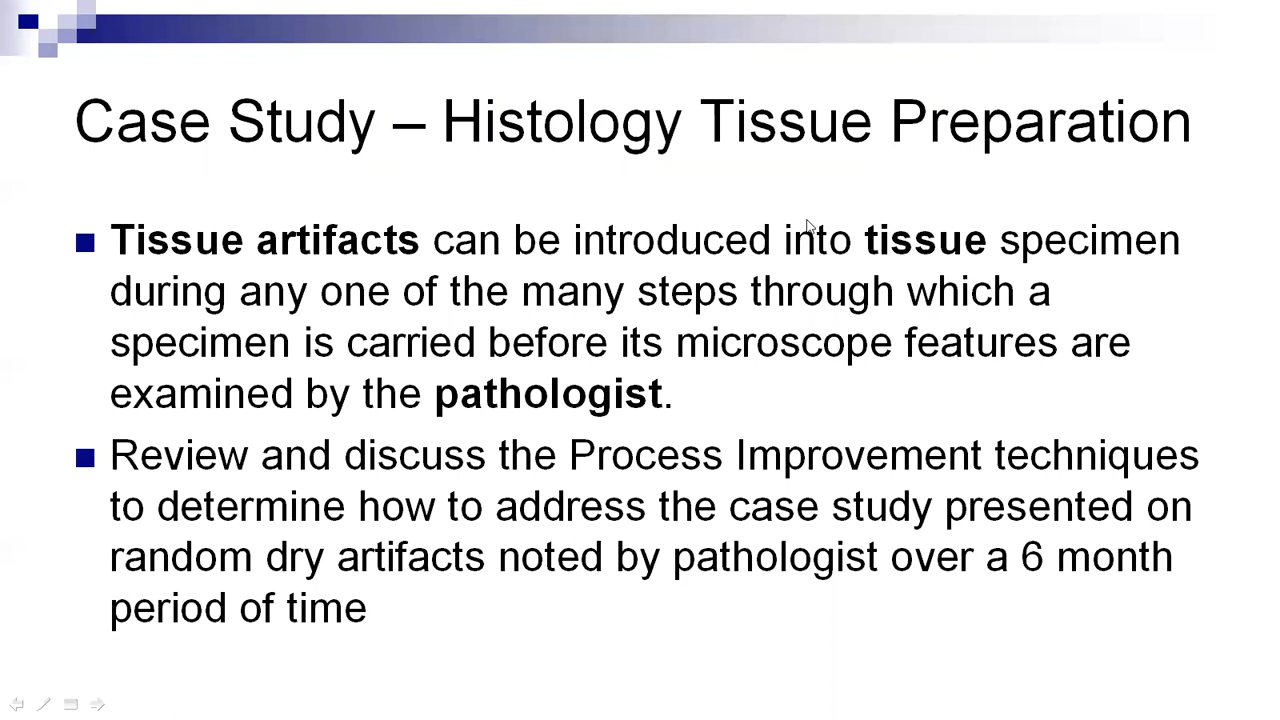 Case Study – Histology Tissue Preparation
Tissue artifacts can be introduced into tissue specimen
during any one of the many steps through which a
specimen is carried before its microscope features are
examined by the pathologist.
Review and discuss the Process Improvement techniques
to determine how to address the case study presented on
random dry artifacts noted by pathologist over a 6 month
period of time